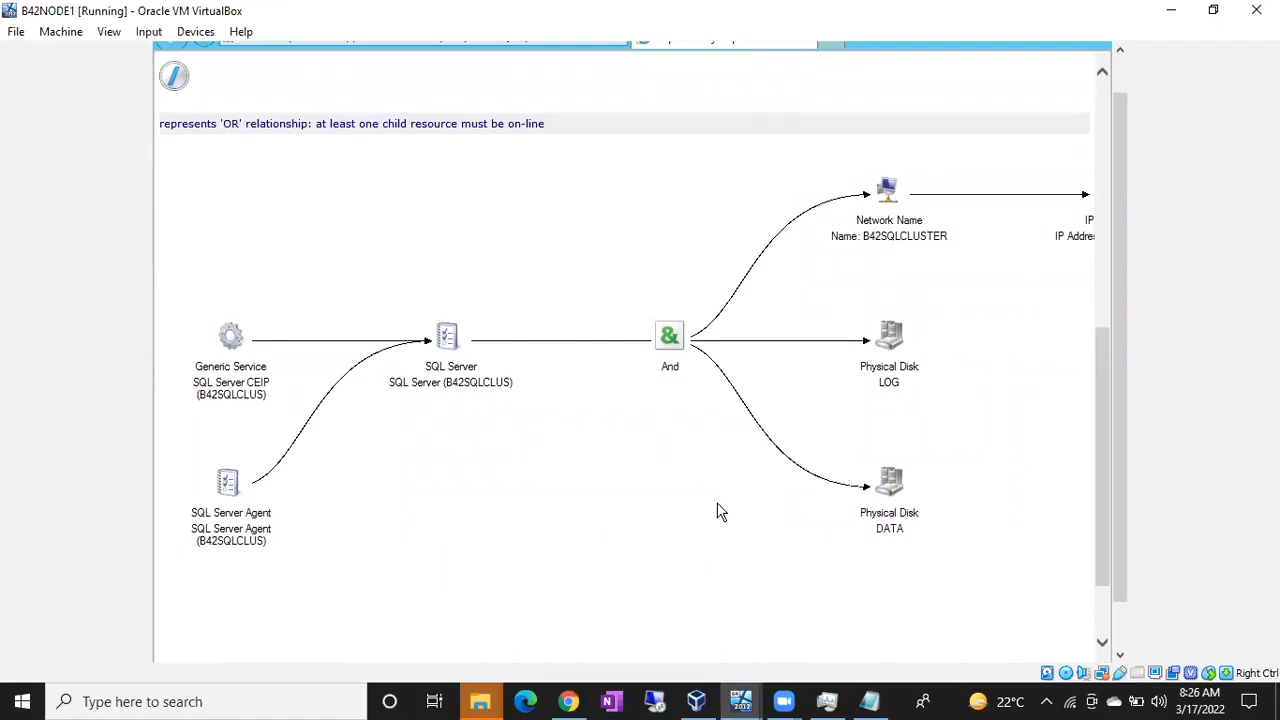 B42NODE1 [Running] - Oracle VM VirtualBox
File Machine View Input Devices Help
represents 'OR' relationship: at least one child resource must be on-line
Network Name
Name: B42SQLCLUSTER
IP
IP Addre
Generic Service
SQL Server CEIP
(B42SQLCLUS)
SQL Server
SQL Server (B42SQLCLUS)
&
And
Physical Disk
LOG
SQL Server Agent
SQL Server Agent
(B42SQLCLUS)
Physical Disk
DATA
Right Ctrl
Type here to search
2012
22°C
8:26 AM
3/17/2022